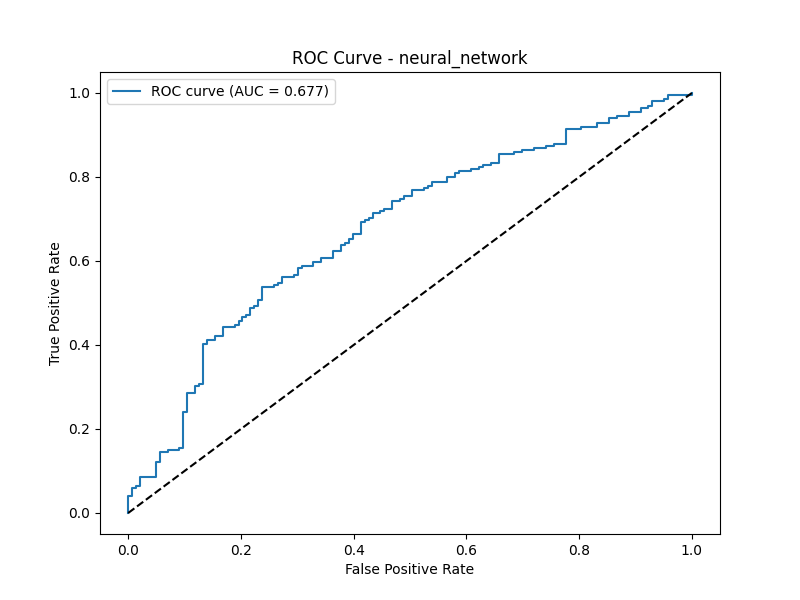 ROC Curve - neural_network
ROC curve (AUC = 0.677)
1.0
0.8
0.6
0.4
0.2
0.0
True Positive Rate
0.0 0.2 0.4 0.6 0.8 1.0
False Positive Rate